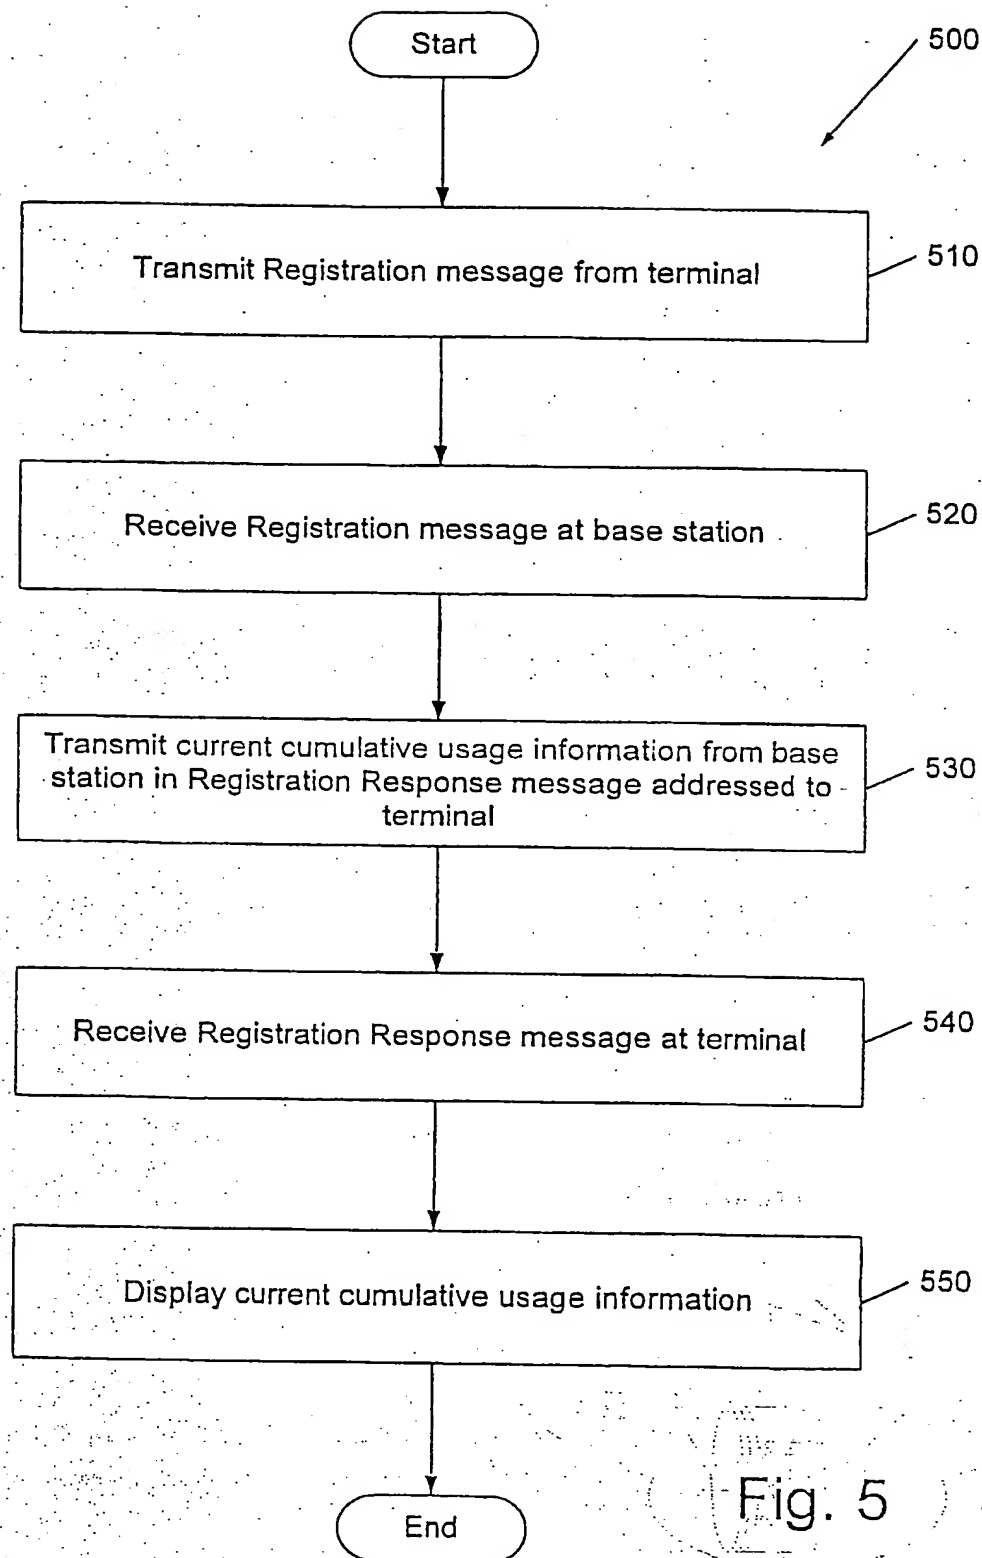 Start
500
Transmit Registration message from terminal
510
Receive Registration message at base station
520
Transmit current cumulative usage information from base
station in Registration Response message addressed to
terminal
530
Receive Registration Response message at terminal
540
Display current cumulative usage information
550
End
Fig. 5